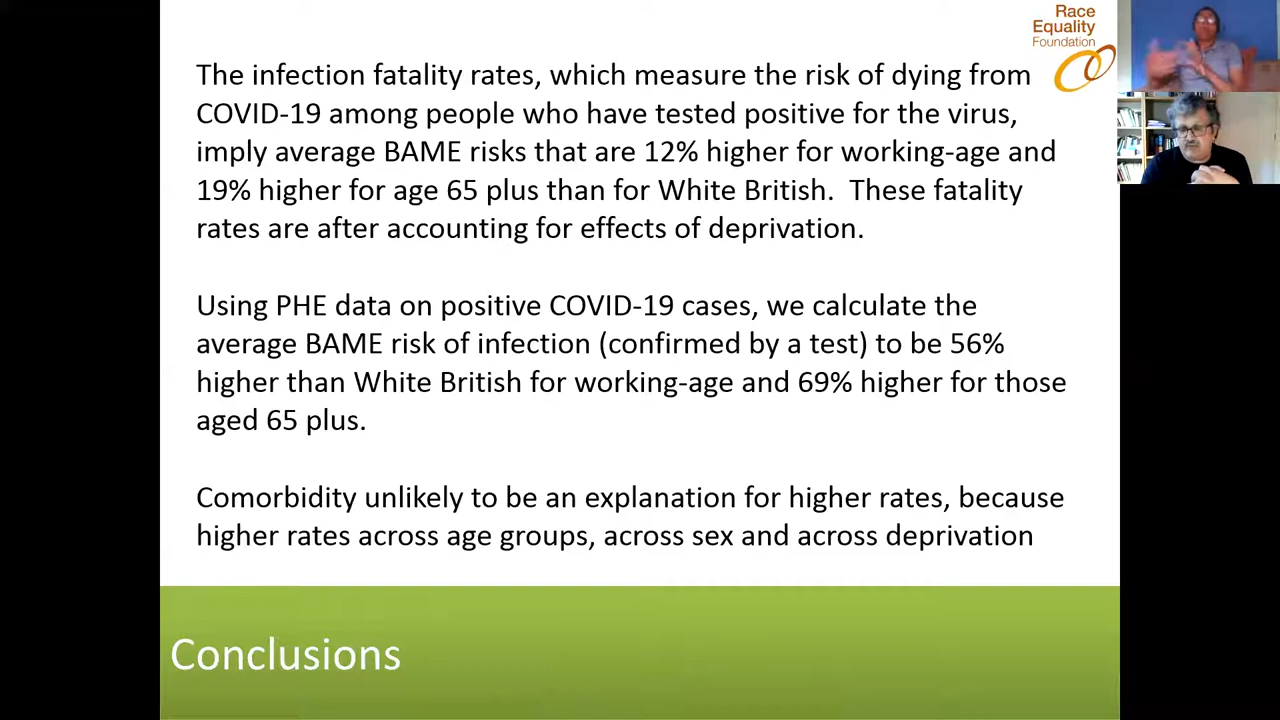 Race
Equality
Foundation
The infection fatality rates, which measure the risk of dying from
COVID-19 among people who have tested positive for the virus,
imply average BAME risks that are 12% higher for working-age and
19% higher for age 65 plus than for White British.  These fatality
rates are after accounting for effects of deprivation.
Using PHE data on positive COVID-19 cases, we calculate the
average BAME risk of infection (confirmed by a test) to be 56%
higher than White British for working-age and 69% higher for those
aged 65 plus.
Comorbidity unlikely to be an explanation for higher rates, because
higher rates across age groups, across sex and across deprivation
Conclusions